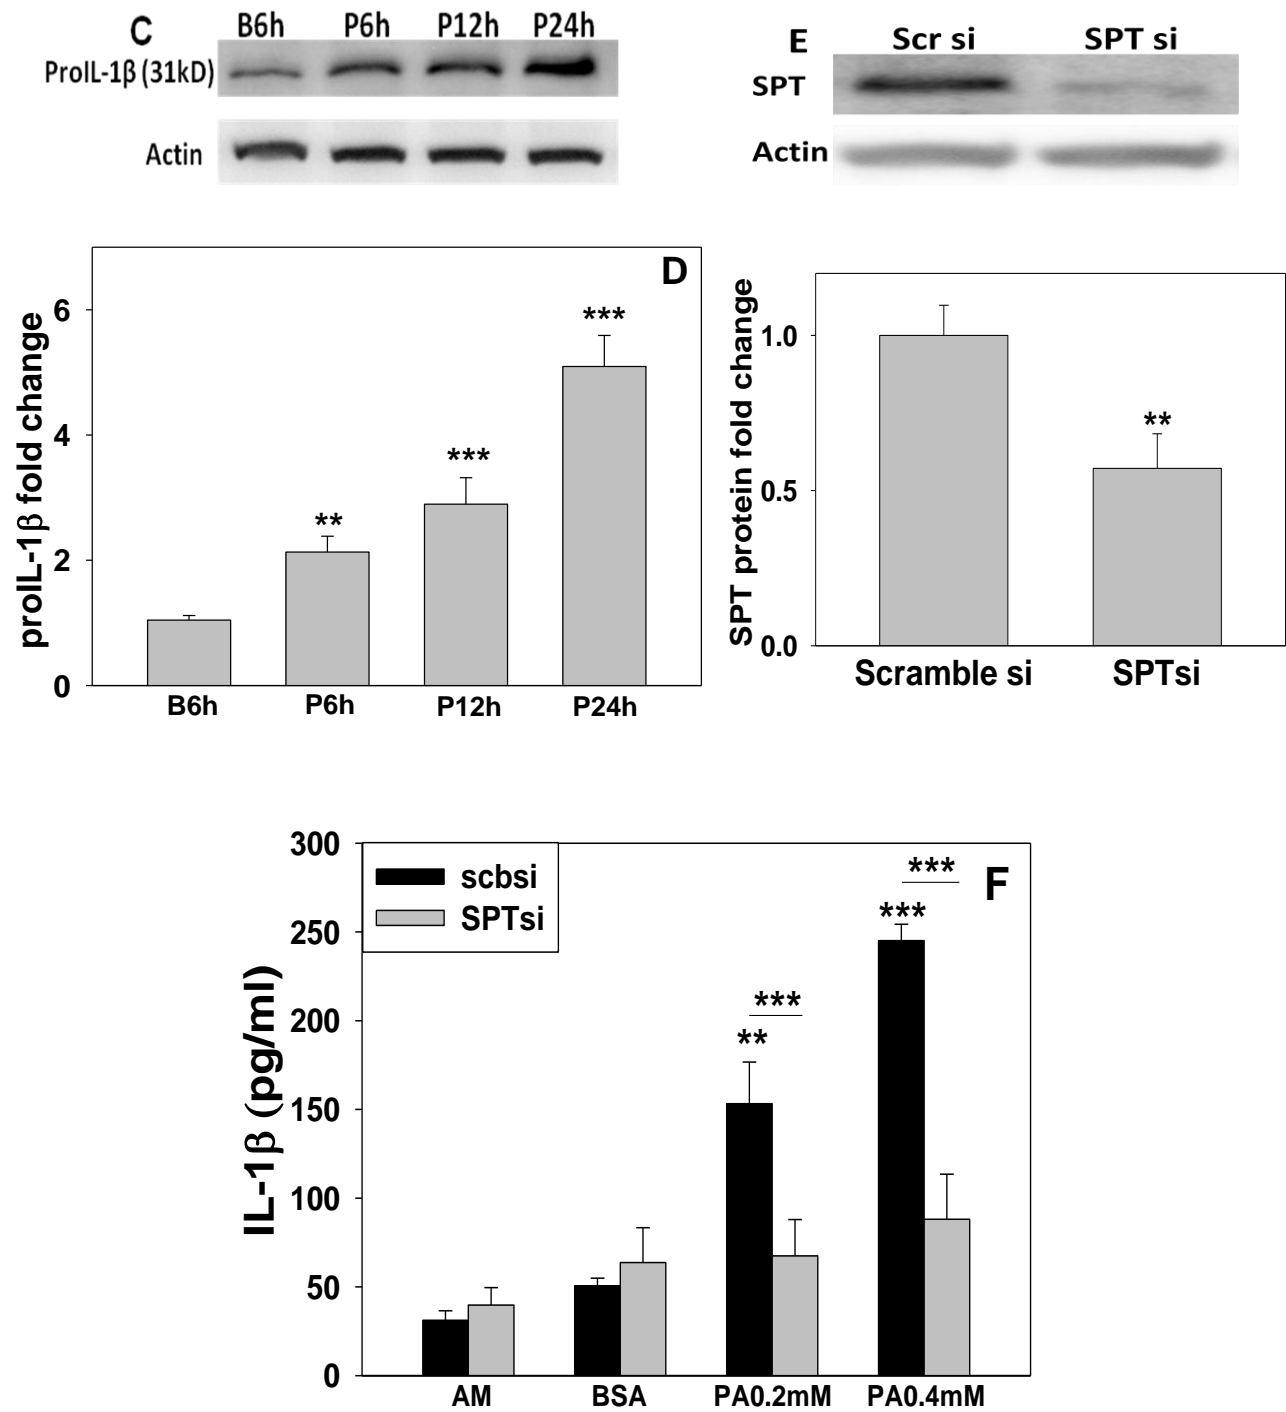 C
B6h P6h P12h P24h
ProIL-1β (31kD)
Actin
E
Scr si SPT si
SPT
Actin
D
proIL-1β fold change
6
4
2
0
**
***
***
B6h P6h P12h P24h
SPT protein fold change
1.0
0.5
0.0
**
Scramble si SPTsi
F
IL-1β (pg/ml)
300
250
200
150
100
50
0
scbsi
SPTsi
**
***
***
***
AM BSA PA0.2mM PA0.4mM